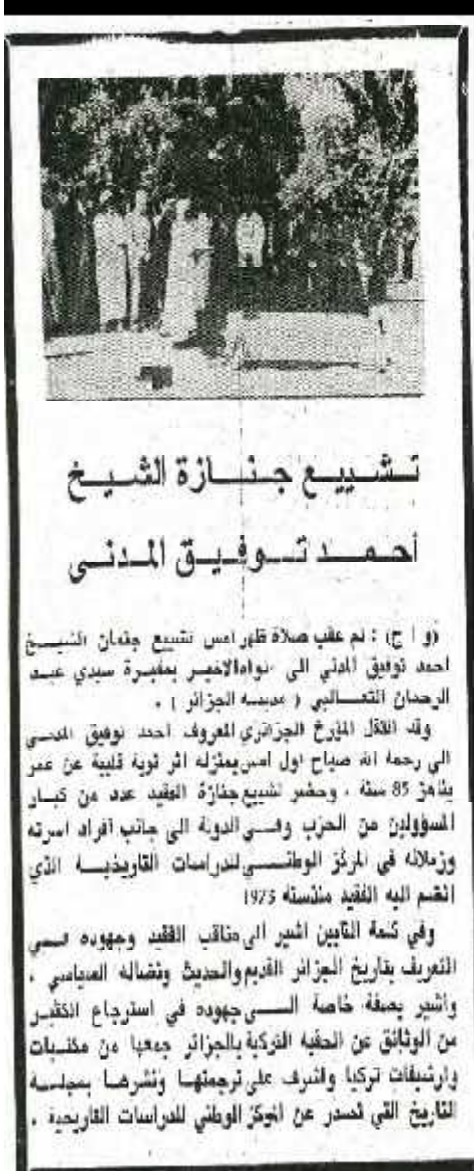 تشييع جنازة الشيخ
أحمد توفيق المدني
(و ا ج) : تم عقب صلاة ظهر امس تشييع جثمان الشيخ
احمد توفيق المدني الى مثواه الاخير بمقبرة سيدي عبد
الرحمان الثعالبي ( مدينة الجزائر ) .
وقد انتقل المؤرخ الجزائري المعروف احمد توفيق المدني
الى رحمة الله صباح اول امس بمنزله اثر نوبة قلبية عن عمر
يناهز 85 سنة . وحضر تشييع جنازة الفقيد عدد من كبار
المسؤولين من الحزب وفي الدولة الى جانب أفراد اسرته
وزملائه في المركز الوطني للدراسات التاريخية الذي
انضم اليه الفقيد منذ سنة 1975
وفي كلمة التأبين اشير الى مناقب الفقيد وجهوده في
التعريف بتاريخ الجزائر القديم والحديث ونضاله السياسي .
واشير بصفة خاصة الى جهوده في استرجاع الكثير
من الوثائق عن الحقبة التركية بالجزائر جمعها من مكتبات
وارشيفات تركيا واشرف على ترجمتها ونشرها بمجلة
التاريخ التي تصدر عن المركز الوطني للدراسات التاريخية .